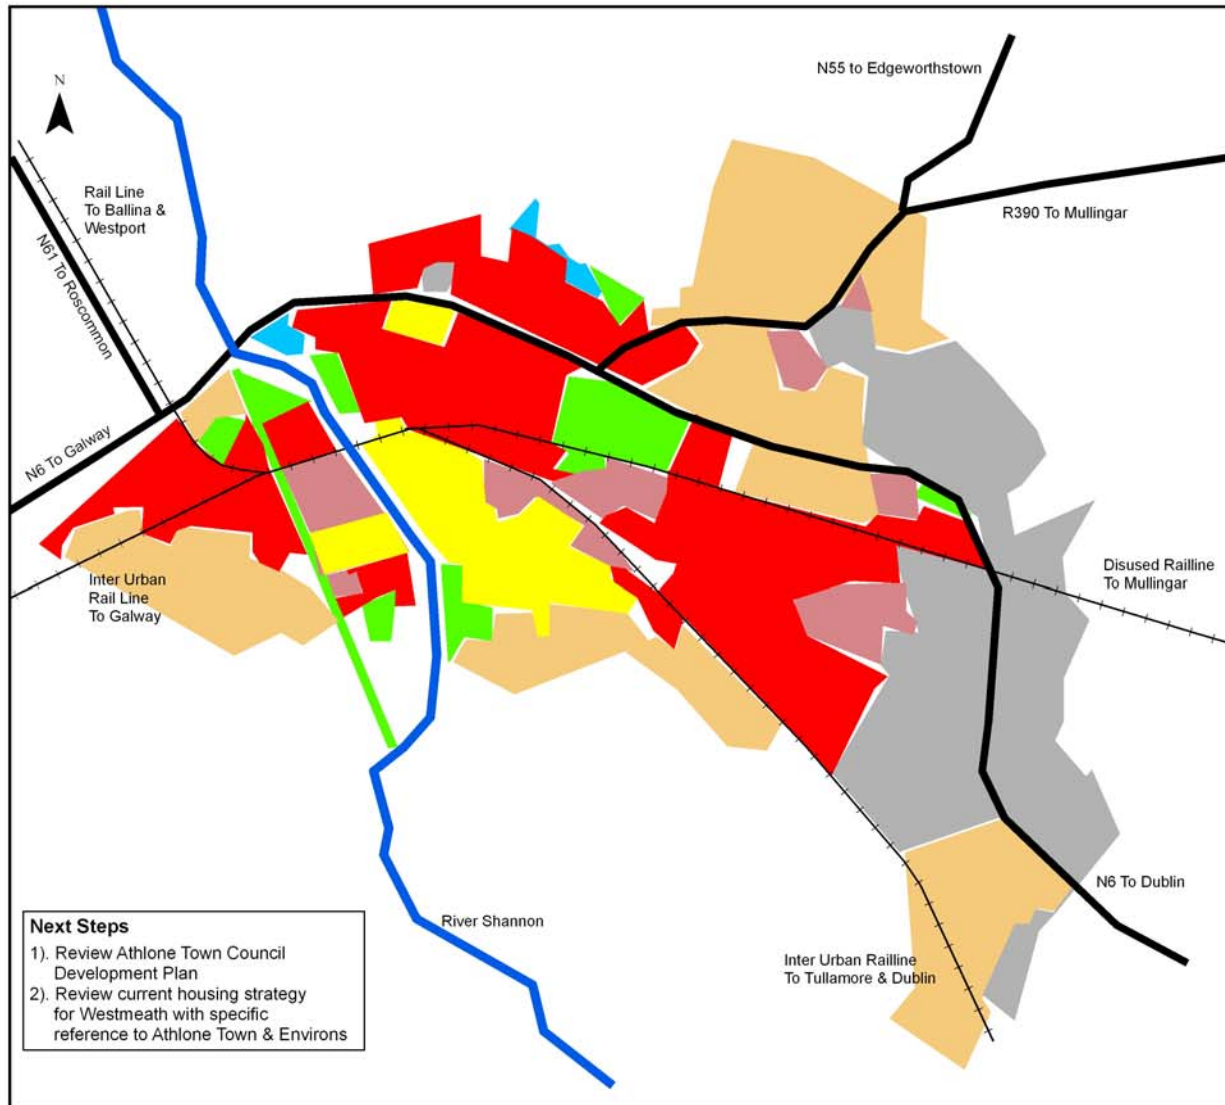 N55 to Edgeworthstown
N
Rail Line
To Ballina &
Westport
R390 To Mullingar
N61 To Roscommon
N6 To Galway
Inter Urban
Rail Line
To Galway
Disused Railline
To Mullingar
N6 To Dublin
River Shannon
Inter Urban Railline
To Tullamore & Dublin
Next Steps
1). Review Athlone Town Council
Development Plan
2). Review current housing strategy
for Westmeath with specific
reference to Athlone Town & Environs